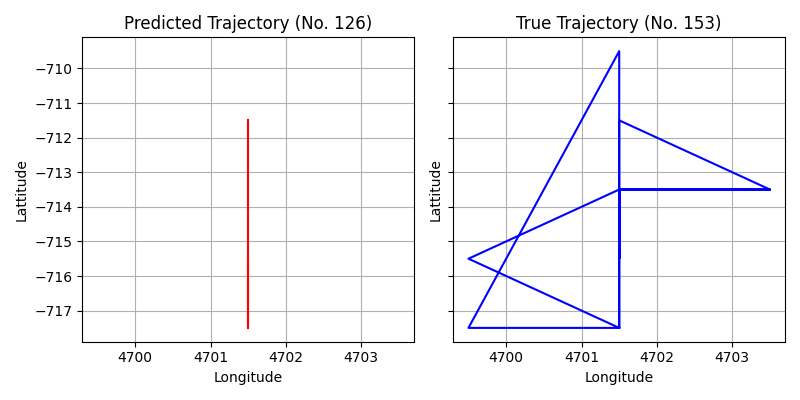 Predicted Trajectory (No. 126)
True Trajectory (No. 153)
Lattitude
−710
−711
−712
−713
−714
−715
−716
−717
4700
4701
4702
4703
Longitude
Lattitude
4700
4701
4702
4703
Longitude